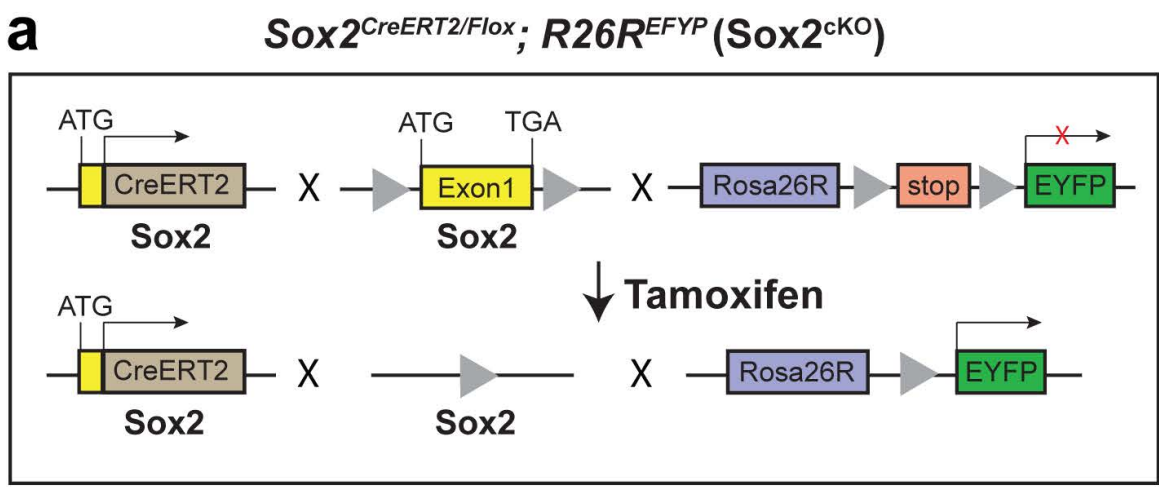 a
Sox2CreERT2/Flox; R26REFYP (Sox2cKO)
ATG ATG TGA X
CreERT2 X Exon1 X Rosa26R stop EYFP
Sox2 Sox2
Tamoxifen
ATG
CreERT2 X X Rosa26R EYFP
Sox2 Sox2